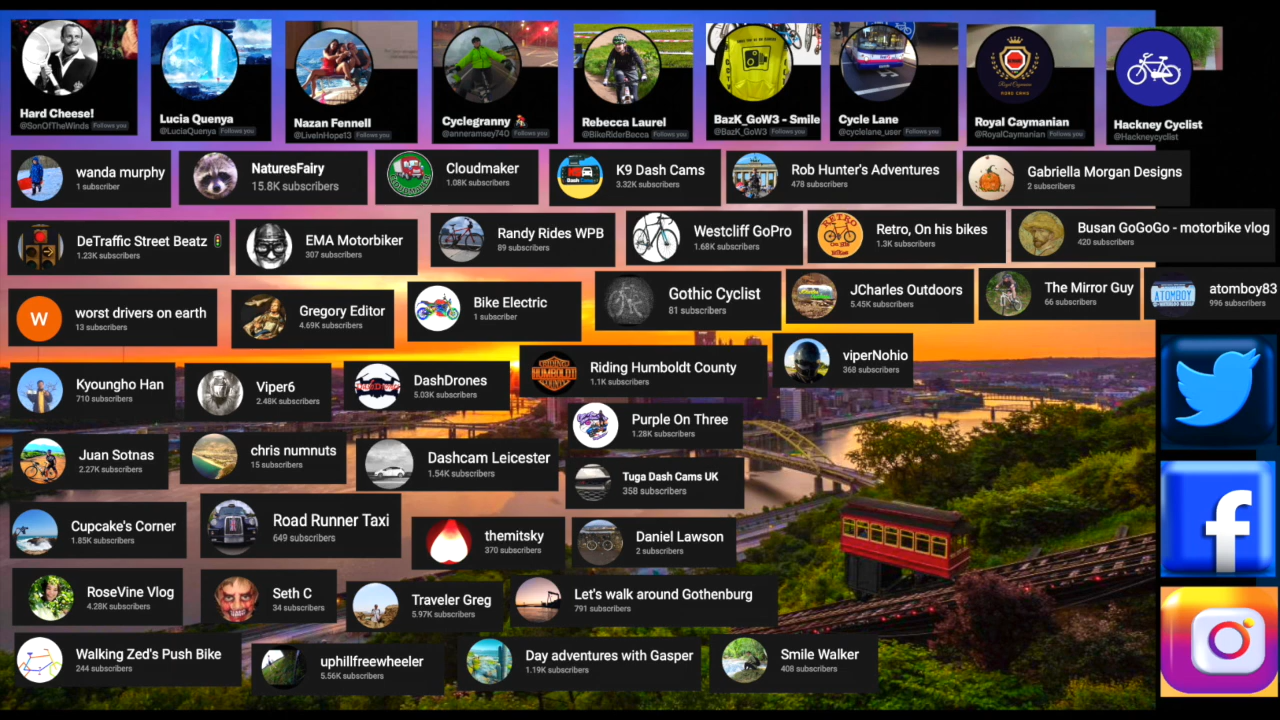 Hard Cheese!
@SonOfTheWinds Follows you
Lucia Quenya
@LuciaQuenya Follows you
Nazan Fennell
@LiveInHope13 Follows you
Cyclegranny
@anneramsey740 Follows you
Rebecca Laurel
@BikeRiderBecca Follows you
BazK_GoW3 - Smile
@BazK_GoW3 Follows you
Cycle Lane
@cyclelane_user Follows you
Royal Caymanian
@RoyalCaymanian Follows you
Hackney Cyclist
@Hackneycyclist
wanda murphy
1 subscriber
NaturesFairy
15.8K subscribers
Cloudmaker
1.08K subscribers
K9 Dash Cams
3.32K subscribers
Rob Hunter's Adventures
478 subscribers
Gabriella Morgan Designs
2 subscribers
DeTraffic Street Beatz
1.23K subscribers
EMA Motorbiker
307 subscribers
Randy Rides WPB
89 subscribers
Westcliff GoPro
1.68K subscribers
RETRO
Retro, On his bikes
1.3K subscribers
Busan GoGoGo - motorbike vlog
420 subscribers
W
worst drivers on earth
13 subscribers
Gregory Editor
4.69K subscribers
Bike Electric
1 subscriber
Gothic Cyclist
81 subscribers
JCharles Outdoors
5.45K subscribers
The Mirror Guy
66 subscribers
ATOMBOY
atomboy83
996 subscribers
Kyoungho Han
710 subscribers
Viper6
2.48K subscribers
DashDrones
5.03K subscribers
RIDING
HUMBOLDT
COUNTY
Riding Humboldt County
1.1K subscribers
viperNohio
368 subscribers
Juan Sotnas
2.27K subscribers
chris numnuts
15 subscribers
Dashcam Leicester
1.54K subscribers
Purple On Three
1.28K subscribers
Tuga Dash Cams UK
358 subscribers
Cupcake's Corner
1.85K subscribers
Road Runner Taxi
649 subscribers
themitsky
370 subscribers
Daniel Lawson
2 subscribers
RoseVine Vlog
4.28K subscribers
Seth C
34 subscribers
Traveler Greg
5.97K subscribers
Let's walk around Gothenburg
791 subscribers
Walking Zed's Push Bike
244 subscribers
uphillfreewheeler
5.56K subscribers
Day adventures with Gasper
1.19K subscribers
Smile Walker
408 subscribers